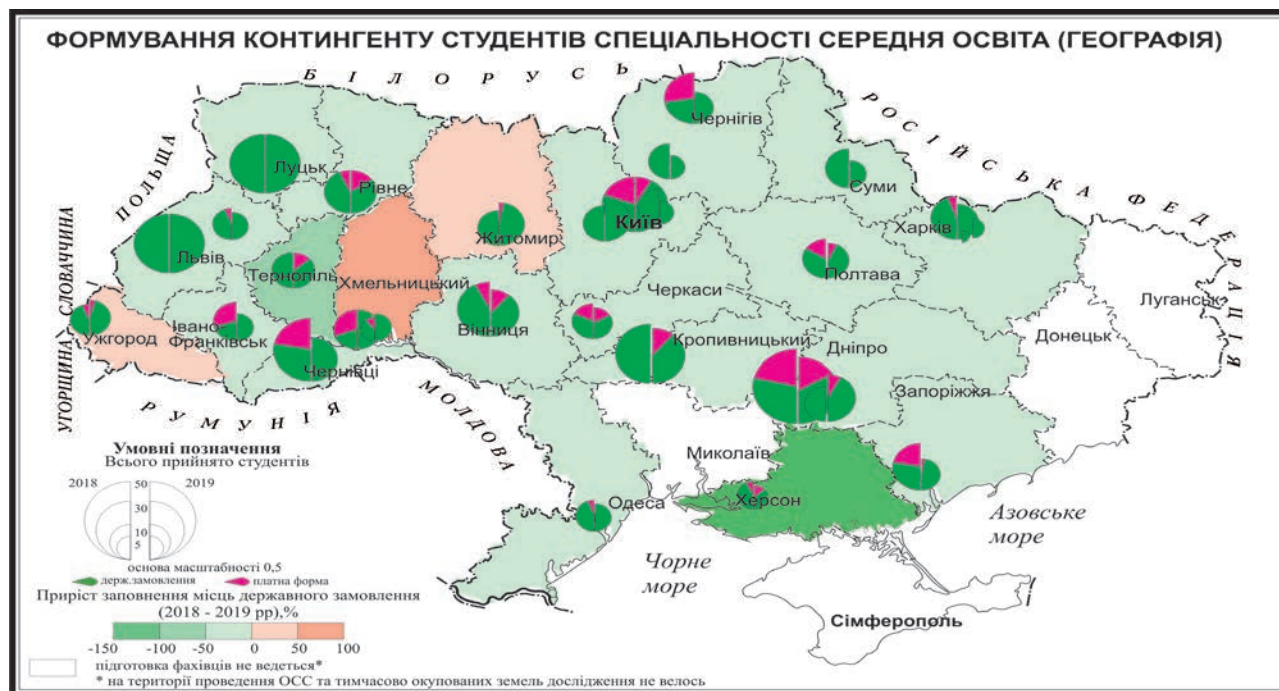 ФОРМУВАННЯ КОНТИНГЕНТУ СТУДЕНТІВ СПЕЦІАЛЬНОСТІ СЕРЕДНЯ ОСВІТА (ГЕОГРАФІЯ)
БІЛОРУСЬ
РОСІЙСЬКА ФЕДЕРАЦІЯ
ПОЛЬЩА
СЛОВАЧЧИНА
УГОРЩИНА
РУМУНІЯ
МОЛДОВА
Чернігів
Луцьк
Рівне
Суми
Київ
Житомир
Харків
Львів
Тернопіль
Хмельницький
Полтава
Черкаси
Луганськ
Ужгород
Івано-
Франківськ
Вінниця
Донецьк
Чернівці
Кропивницький
Дніпро
Запоріжжя
Миколаїв
Херсон
Одеса
Азовське
море
Чорне
море
Сімферополь
Умовні позначення
Всього прийнято студентів
2018 2019
50
30
10
5
основа масштабності 0,5
держ.замовлення платна форма
Приріст заповнення місць державного замовлення
(2018 - 2019 рр),%
-150 -100 -50 0 50 100
підготовка фахівців не ведеться*
* на території проведення ОСС та тимчасово окупованих земель дослідження не велось